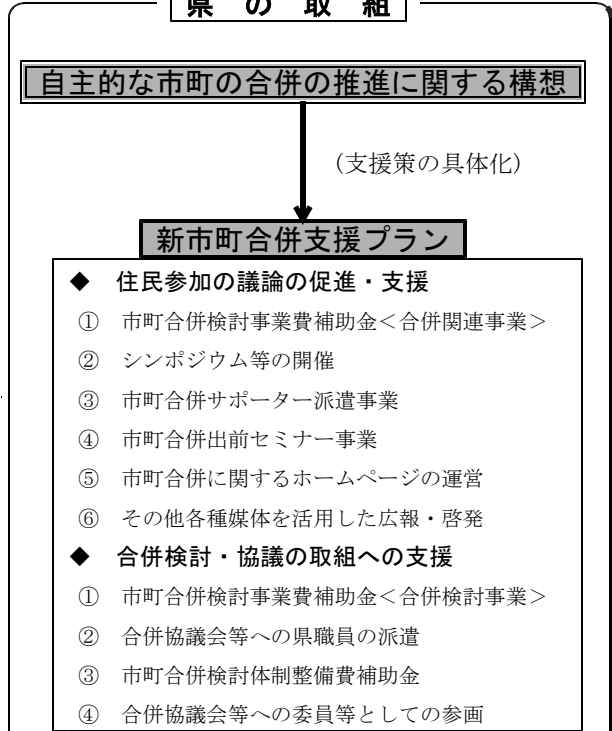 県の取組
自主的な市町の合併の推進に関する構想
（支援策の具体化）
新市町合併支援プラン
◆ 住民参加の議論の促進・支援
① 市町合併検討事業費補助金＜合併関連事業＞
② シンポジウム等の開催
③ 市町合併サポーター派遣事業
④ 市町合併出前セミナー事業
⑤ 市町合併に関するホームページの運営
⑥ その他各種媒体を活用した広報・啓発
◆ 合併検討・協議の取組への支援
① 市町合併検討事業費補助金＜合併検討事業＞
② 合併協議会等への県職員の派遣
③ 市町合併検討体制整備費補助金
④ 合併協議会等への委員等としての参画